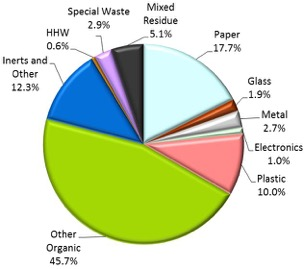 Mixed
Residue
5.1%
Special Waste
2.9%
HHW
0.6%
Inerts and
Other
12.3%
Paper
17.7%
Glass
1.9%
Metal
2.7%
Electronics
1.0%
Plastic
10.0%
Other
Organic
45.7%